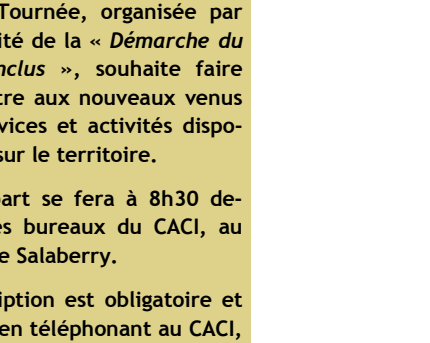 Tournée, organisée par
ité de la « Démarche du
nclus », souhaite faire
tre aux nouveaux venus
vices et activités dispo-
sur le territoire.
art se fera à 8h30 de-
es bureaux du CACI, au
e Salaberry.
iption est obligatoire et
en téléphonant au CACI,